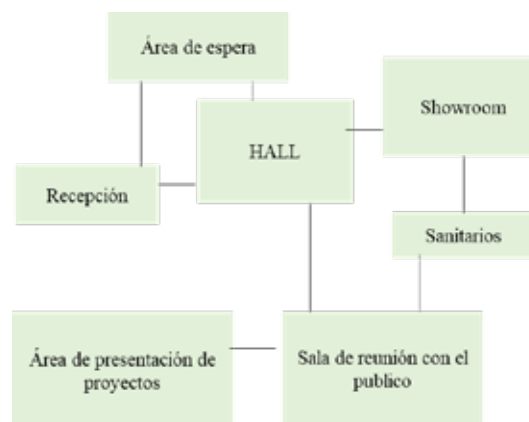 Área de espera
Showroom
HALL
Recepción
Sanitarios
Área de presentación de
proyectos
Sala de reunión con el
publico